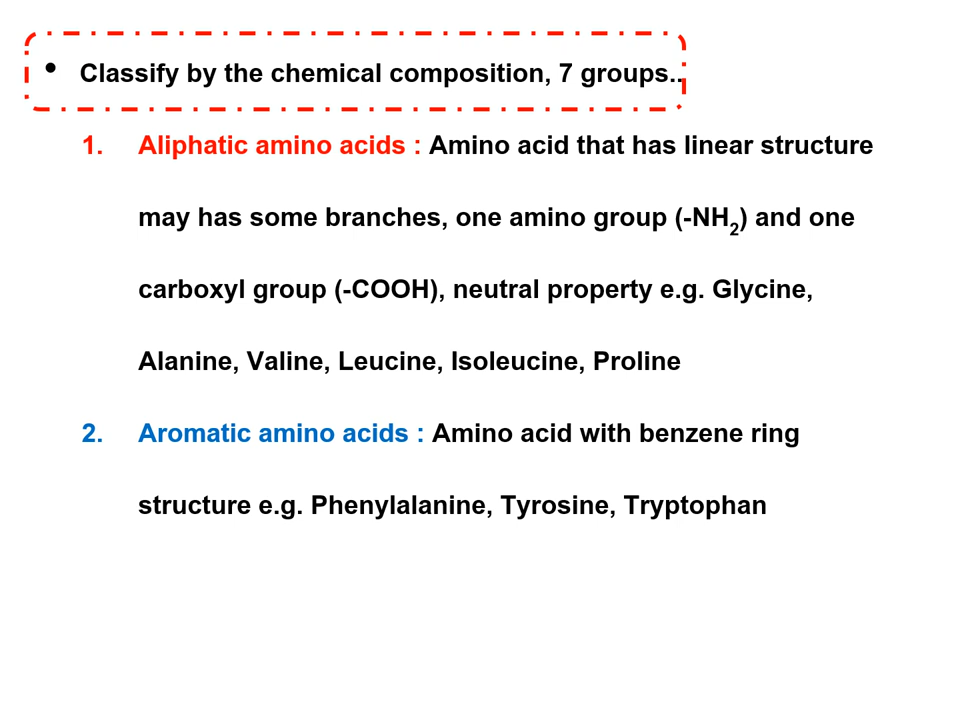 • Classify by the chemical composition, 7 groups..
1. Aliphatic amino acids : Amino acid that has linear structure
may has some branches, one amino group (-NH₂) and one
carboxyl group (-COOH), neutral property e.g. Glycine,
Alanine, Valine, Leucine, Isoleucine, Proline
2. Aromatic amino acids : Amino acid with benzene ring
structure e.g. Phenylalanine, Tyrosine, Tryptophan